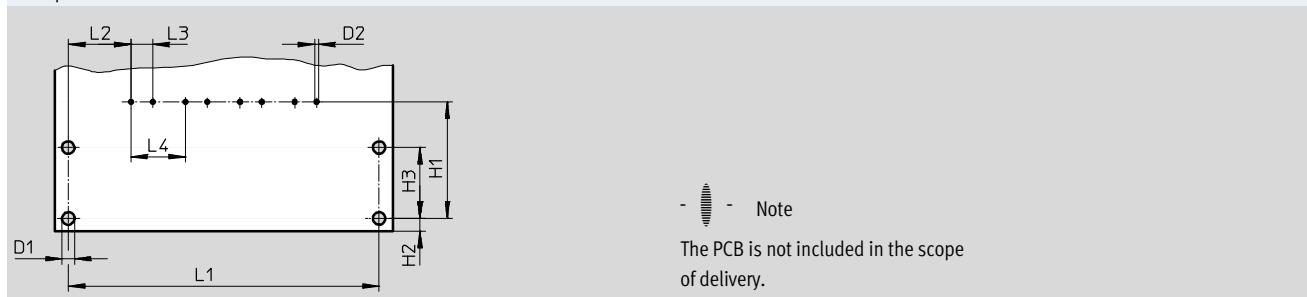 L2 L3 D2
L4
H3 H1
D1 H2
L1
- - Note
The PCB is not included in the scope
of delivery.